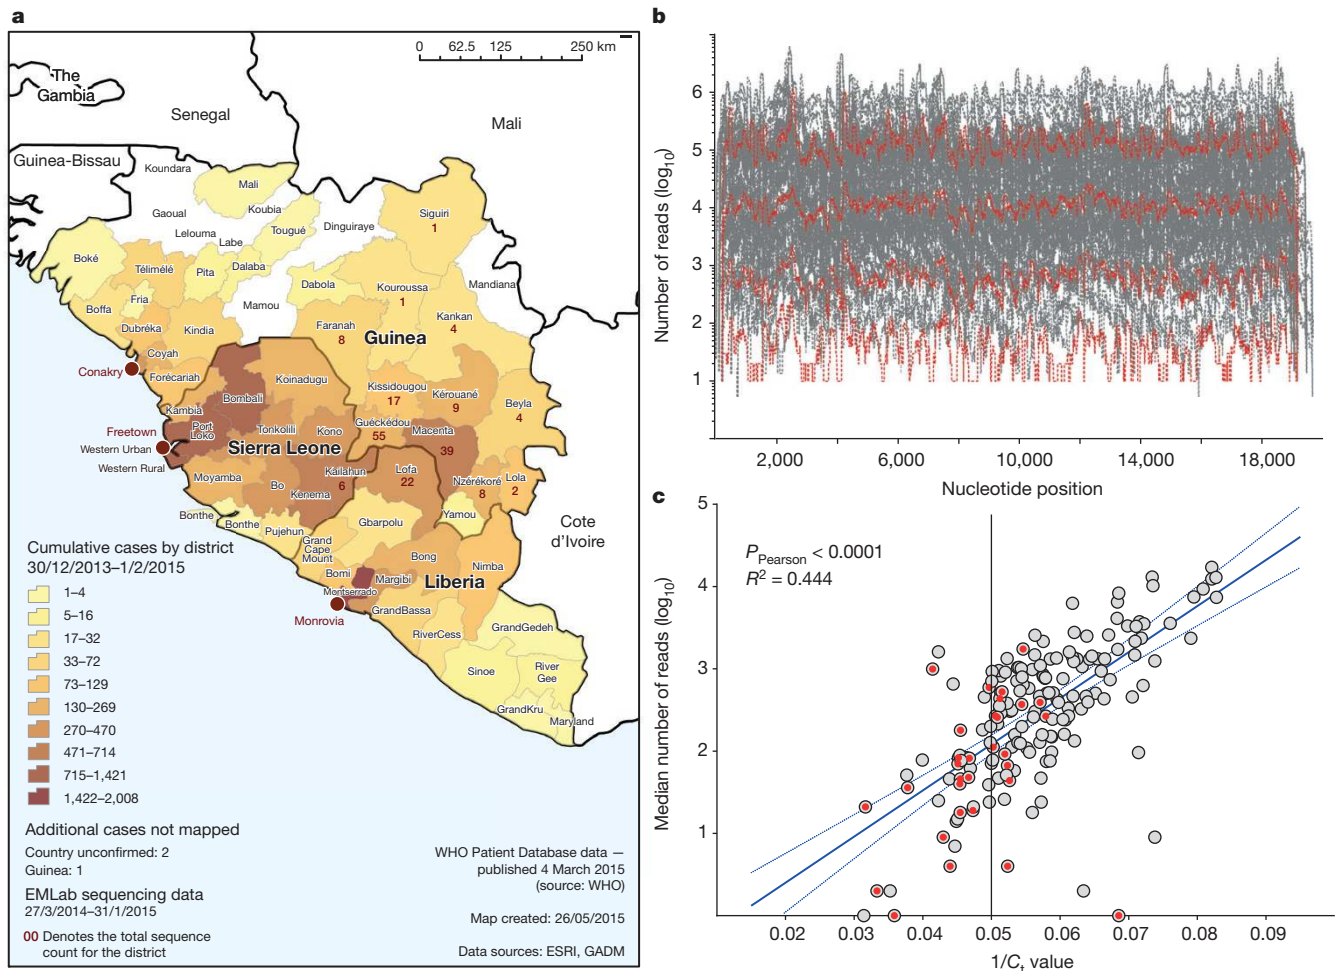 a
0 62.5 125 250 km
The
Gambia
Senegal
Mali
Guinea-Bissau
Koundara
Mali
Gaoual
Koubia
Siguiri
1
Lelouma
Tougué
Dinguiraye
Labe
Boké
Télimélé
Pita
Dalaba
Dabola
Kouroussa
1
Mandiana
Fria
Mamou
Boffa
Kankan
4
Dubréka
Kindia
Faranah
8
Guinea
Coyah
Conakry
Forécariah
Koinadugu
Kissidougou
17
Kérouané
9
Bombali
Beyla
4
Kambia
Port
Loko
Tonkolili
Kono
Guéckédou
55
Macenta
39
Freetown
Western Urban
Sierra Leone
Western Rural
Kailahun
6
Lofa
22
Moyamba
Bo
Kenema
Nzérékoré
8
Lola
2
Bonthe
Bonthe
Pujehun
Gbarpolu
Yamou
Cote
d’Ivoire
Grand
Cape
Mount
Bong
Bomi
Margibi
Liberia
Nimba
Montserrado
Monrovia
GrandBassa
RiverCess
GrandGedeh
Sinoe
River
Gee
GrandKru
Maryland
Cumulative cases by district
30/12/2013–1/2/2015
1–4
5–16
17–32
33–72
73–129
130–269
270–470
471–714
715–1,421
1,422–2,008
Additional cases not mapped
Country unconfirmed: 2
Guinea: 1
EMLab sequencing data
27/3/2014–31/1/2015
00 Denotes the total sequence
count for the district
WHO Patient Database data —
published 4 March 2015
(source: WHO)
Map created: 26/05/2015
Data sources: ESRI, GADM
b
Number of reads (log10)
6
5
4
3
2
1
2,000 6,000 10,000 14,000 18,000
Nucleotide position
c
Median number of reads (log10)
5
4
3
2
1
PPearson < 0.0001
R² = 0.444
0.02 0.03 0.04 0.05 0.06 0.07 0.08 0.09
1/Ct value